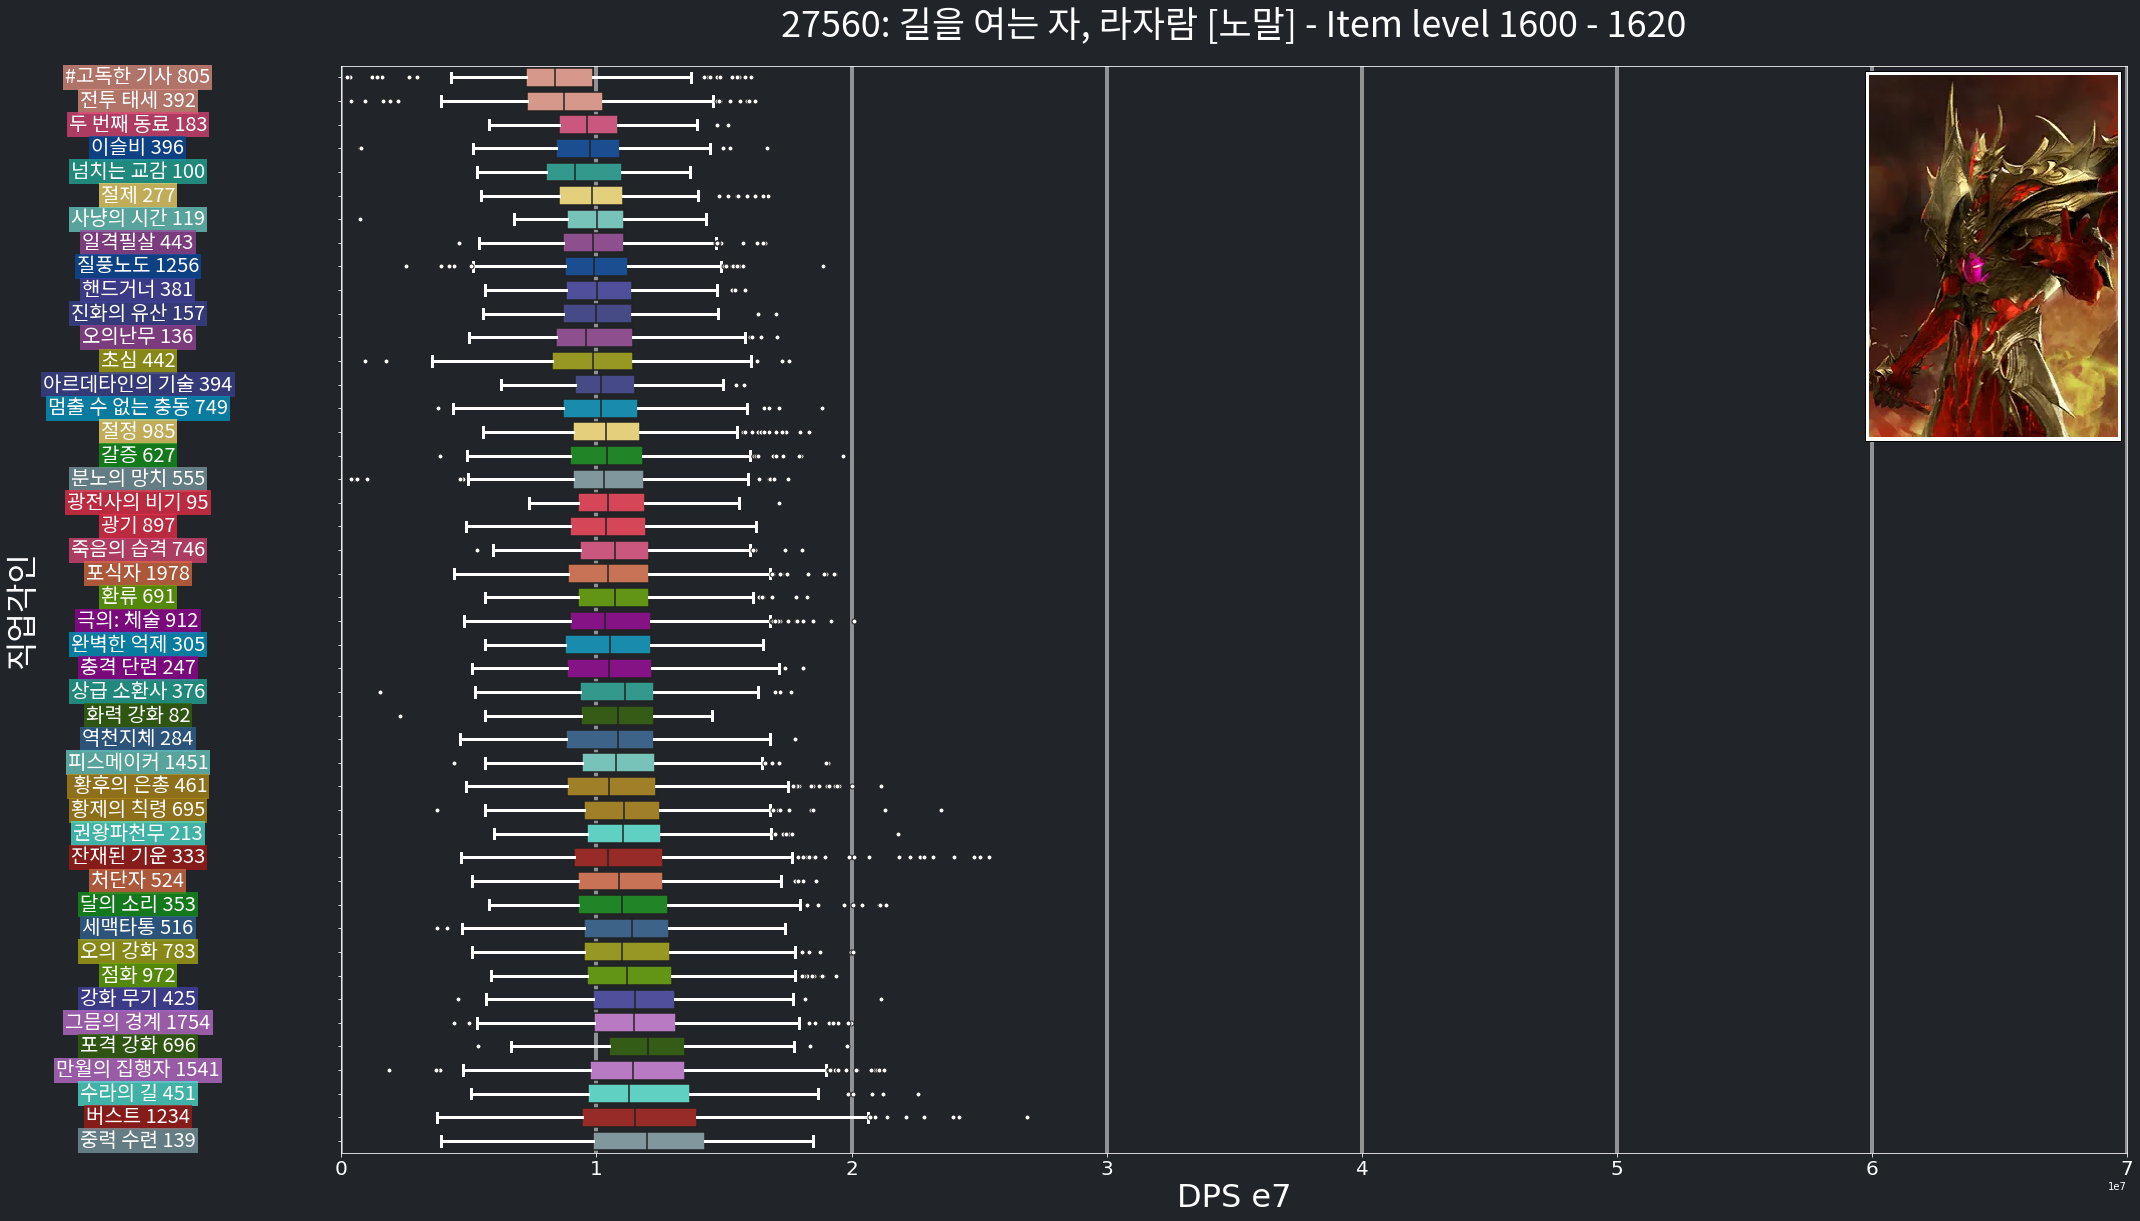 27560: 길을 여는 자, 라자람 [노말] - Item level 1600 - 1620
직업각인
#고독한 기사 805
전투 태세 392
두 번째 동료 183
이슬비 396
넘치는 교감 100
절제 277
사냥의 시간 119
일격필살 443
질풍노도 1256
핸드거너 381
진화의 유산 157
오의난무 136
초심 442
아르데타인의 기술 394
멈출 수 없는 충동 749
절정 985
갈증 627
분노의 망치 555
광전사의 비기 95
광기 897
죽음의 습격 746
포식자 1978
환류 691
극의: 체술 912
완벽한 억제 305
충격 단련 247
상급 소환사 376
화력 강화 82
역천지체 284
피스메이커 1451
황후의 은총 461
황제의 칙령 695
권왕파천무 213
잔재된 기운 333
처단자 524
달의 소리 353
세맥타통 516
오의 강화 783
점화 972
강화 무기 425
그믐의 경계 1754
포격 강화 696
만월의 집행자 1541
수라의 길 451
버스트 1234
중력 수련 139
0 1 2 3 4 5 6 7
DPS e7
1e7